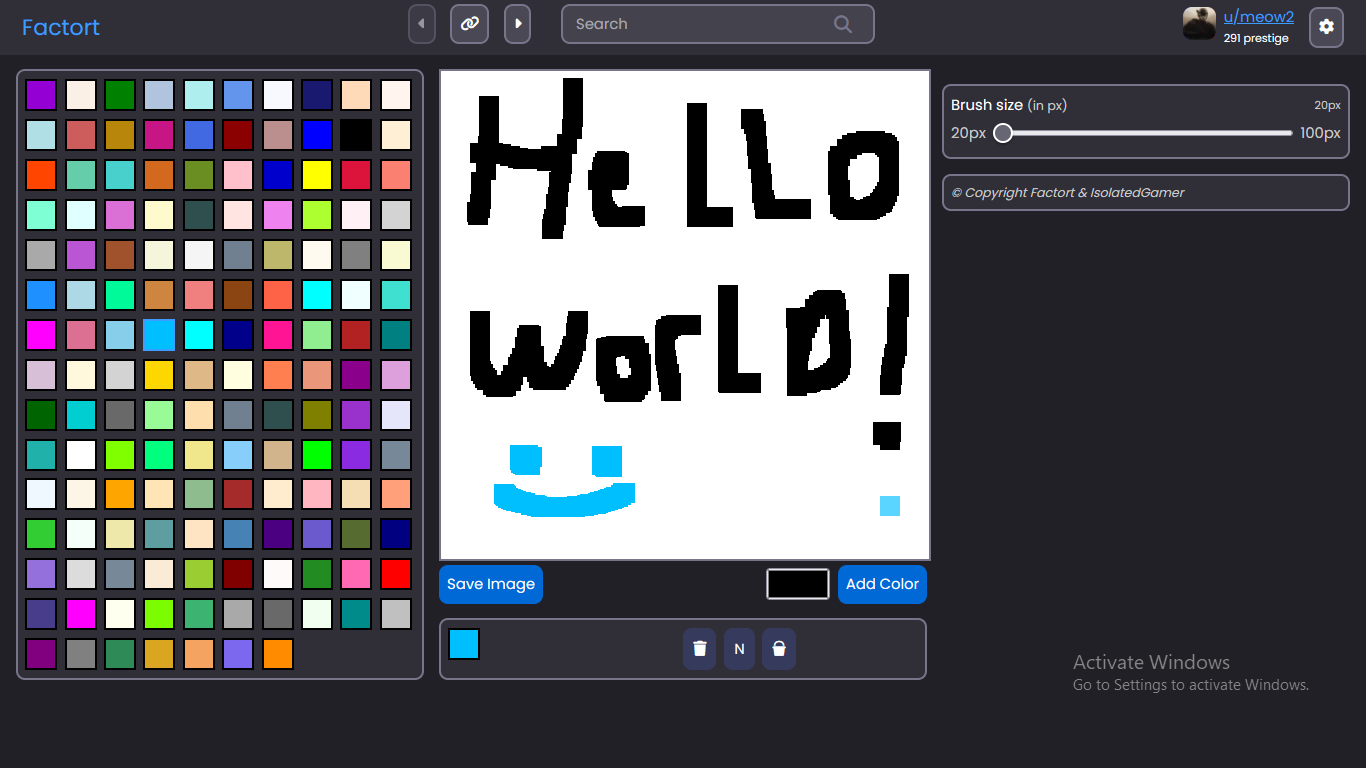 Factort
Search
u/meow2
291 prestige
Brush size (in px)
20px
20px
100px
© Copyright Factort & IsolatedGamer
HeLLO
WorLD!
Save Image
Add Color
N
Activate Windows
Go to Settings to activate Windows.